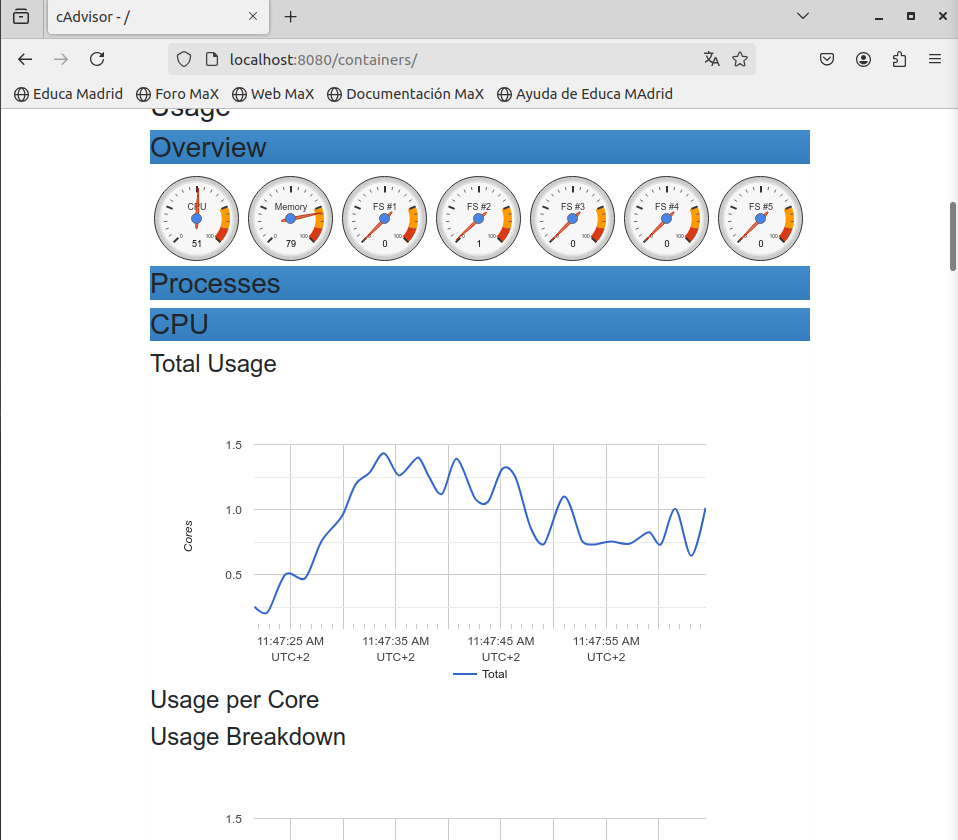 cAdvisor - /
localhost:8080/containers/
Educa Madrid
Foro MaX
Web MaX
Documentación MaX
Ayuda de Educa MAdrid
Usage
Overview
CPU
0
100
51
Memory
0
100
79
FS #1
0
100
0
FS #2
0
100
1
FS #3
0
100
0
FS #4
0
100
0
FS #5
0
100
0
Processes
CPU
Total Usage
1.5
1.0
0.5
Cores
11:47:25 AM
UTC+2
11:47:35 AM
UTC+2
11:47:45 AM
UTC+2
11:47:55 AM
UTC+2
Total
Usage per Core
Usage Breakdown
1.5